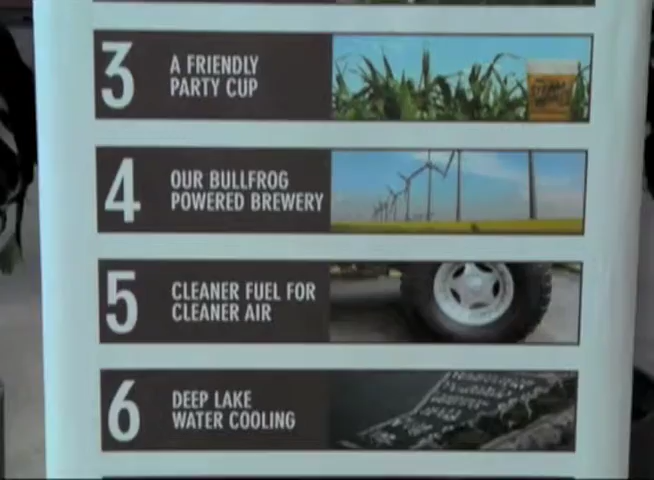 3
A FRIENDLY
PARTY CUP
4
OUR BULLFROG
POWERED BREWERY
5
CLEANER FUEL FOR
CLEANER AIR
6
DEEP LAKE
WATER COOLING